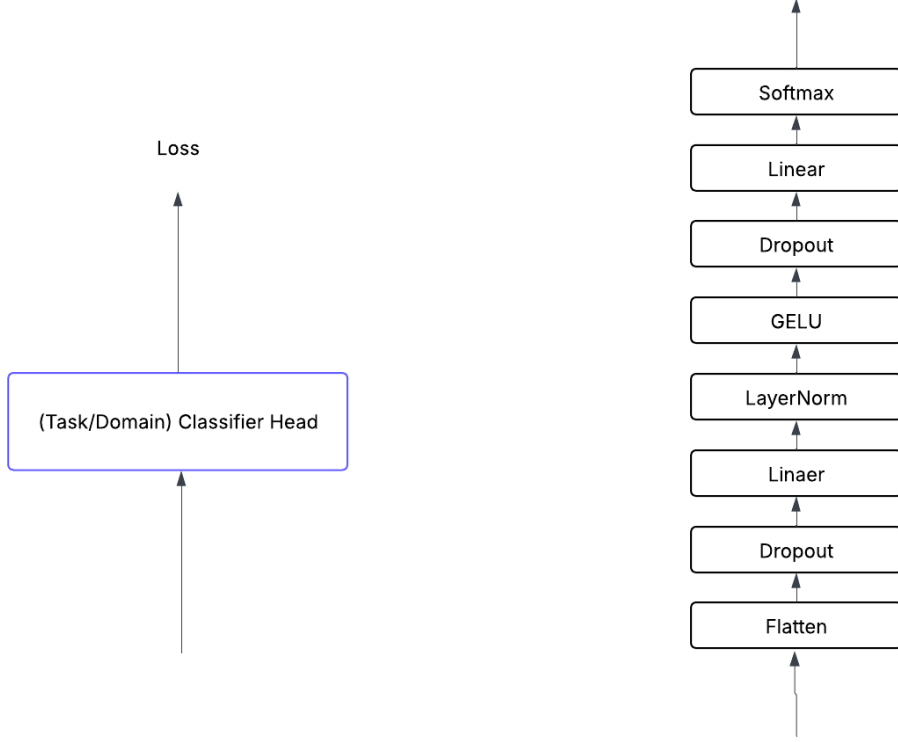 Softmax
Loss
Linear
Dropout
GELU
LayerNorm
(Task/Domain) Classifier Head
Linaer
Dropout
Flatten